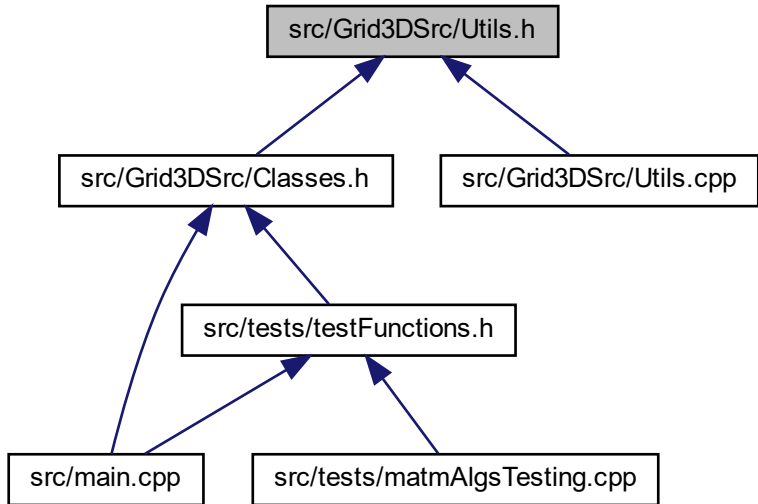 src/Grid3DSrc/Utils.h
src/Grid3DSrc/Classes.h
src/Grid3DSrc/Utils.cpp
src/tests/testFunctions.h
src/main.cpp
src/tests/matmAlgsTesting.cpp